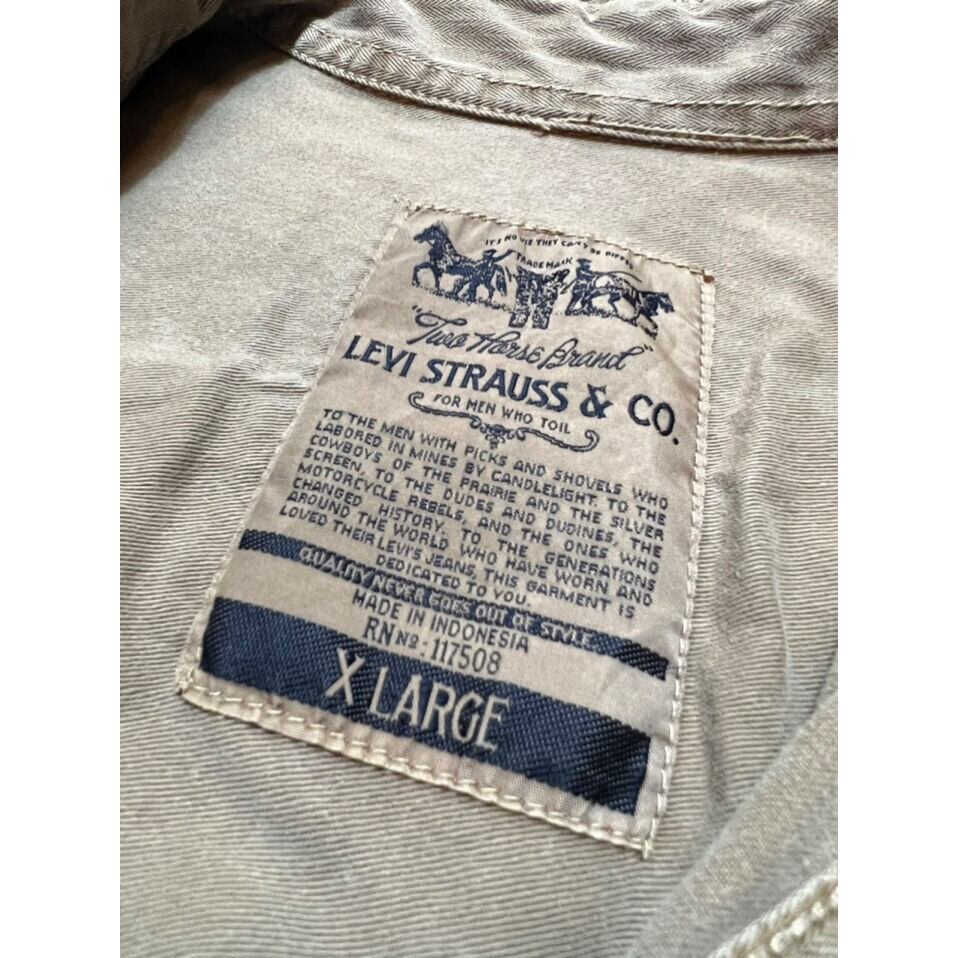 IT'S NO USE THEY CAN'T BE RIPPED
TRADE MARK
"Two Horse Brand"
LEVI STRAUSS & CO.
FOR MEN WHO TOIL
TO THE MEN WITH PICKS AND SHOVELS WHO
LABORED IN MINES BY CANDLELIGHT. TO THE
COWBOYS OF THE PRAIRIE AND THE SILVER
SCREEN, TO THE DUDES AND DUDINES, THE
MOTORCYCLE REBELS, AND THE ONES WHO
CHANGED HISTORY, TO THE GENERATIONS
AROUND THE WORLD WHO HAVE WORN AND
LOVED THEIR LEVI'S JEANS, THIS GARMENT IS
DEDICATED TO YOU.
QUALITY NEVER GOES OUT OF STYLE
MADE IN INDONESIA
RN Nº: 117508
X LARGE